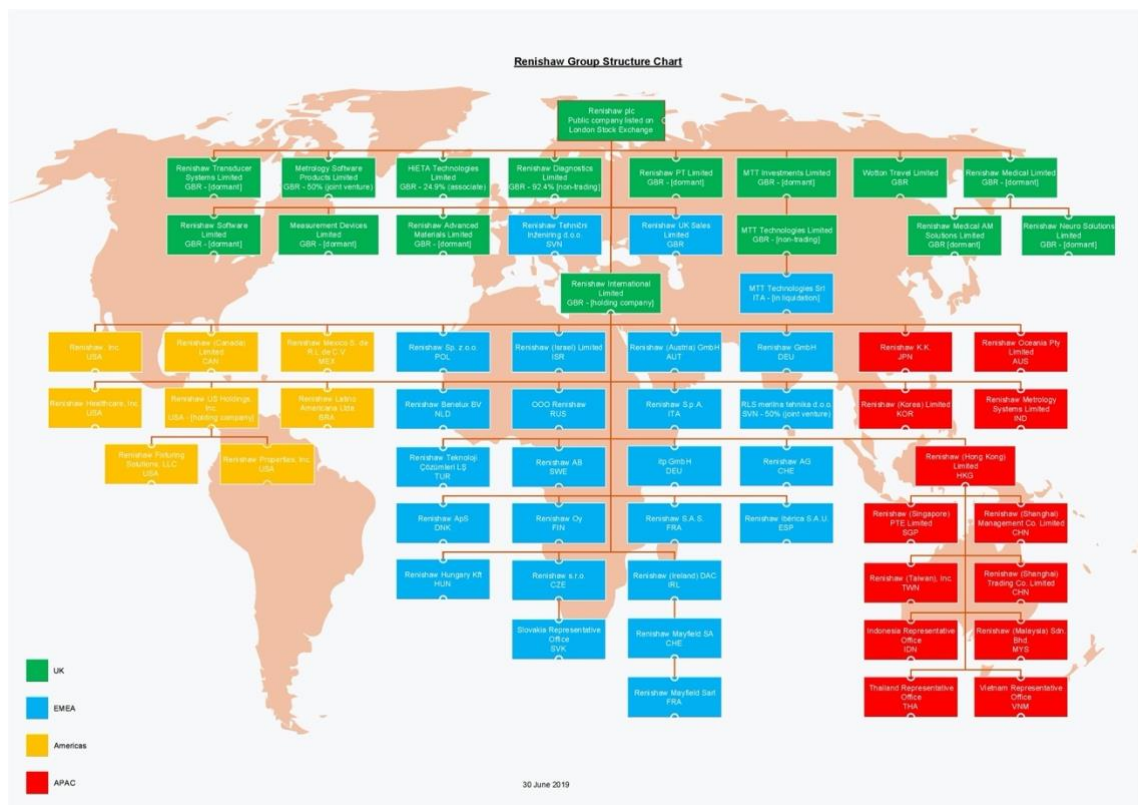 Renishaw Group Structure Chart
Renishaw plc
Public company listed on
London Stock Exchange
Renishaw Transducer
Systems Limited
GBR - [dormant]
Metrology Software
Products Limited
GBR - 50% (joint venture)
HiETA Technologies
Limited
GBR - 24.9% (associate)
Renishaw Diagnostics
Limited
GBR - 92.4% [non-trading]
Renishaw PT Limited
GBR - [dormant]
MTT Investments Limited
GBR - [dormant]
Wotton Travel Limited
GBR
Renishaw Medical Limited
GBR - [dormant]
Renishaw Software
Limited
GBR - [dormant]
Measurement Devices
Limited
GBR - [dormant]
Renishaw Advanced
Materials Limited
GBR - [dormant]
Renishaw Tehnični
Inženiring d.o.o.
SVN
Renishaw UK Sales
Limited
GBR
MTT Technologies Limited
GBR - [non-trading]
Renishaw Medical AM
Solutions Limited
GBR [dormant]
Renishaw Neuro Solutions
Limited
GBR - [dormant]
Renishaw International
Limited
GBR - [holding company]
MTT Technologies Srl
ITA - [in liquidation]
Renishaw, Inc.
USA
Renishaw (Canada)
Limited
CAN
Renishaw Mexico S. de
R.L. de C.V.
MEX
Renishaw Sp. z.o.o.
POL
Renishaw (Israel) Limited
ISR
Renishaw (Austria) GmbH
AUT
Renishaw GmbH
DEU
Renishaw K.K.
JPN
Renishaw Oceania Pty
Limited
AUS
Renishaw Healthcare, Inc.
USA
Renishaw US Holdings,
Inc.
USA - [holding company]
Renishaw Latino
Americana Ltda
BRA
Renishaw Benelux BV
NLD
OOO Renishaw
RUS
Renishaw S.p.A.
ITA
RLS merilna tehnika d.o.o.
SVN - 50% (joint venture)
Renishaw (Korea) Limited
KOR
Renishaw Metrology
Systems Limited
IND
Renishaw Fixturing
Solutions, LLC
USA
Renishaw Properties, Inc.
USA
Renishaw Teknoloji
Çözümleri LŞ
TUR
Renishaw AB
SWE
itp GmbH
DEU
Renishaw AG
CHE
Renishaw (Hong Kong)
Limited
HKG
Renishaw ApS
DNK
Renishaw Oy
FIN
Renishaw S.A.S.
FRA
Renishaw Ibérica S.A.U.
ESP
Renishaw (Singapore)
PTE Limited
SGP
Renishaw (Shanghai)
Management Co. Limited
CHN
Renishaw Hungary Kft
HUN
Renishaw s.r.o.
CZE
Renishaw (Ireland) DAC
IRL
Renishaw (Taiwan), Inc.
TWN
Renishaw (Shanghai)
Trading Co. Limited
CHN
Slovakia Representative
Office
SVK
Renishaw Mayfield SA
CHE
Indonesia Representative
Office
IDN
Renishaw (Malaysia) Sdn.
Bhd.
MYS
Renishaw Mayfield Sarl
FRA
Thailand Representative
Office
THA
Vietnam Representative
Office
VNM
UK
EMEA
Americas
APAC
30 June 2019